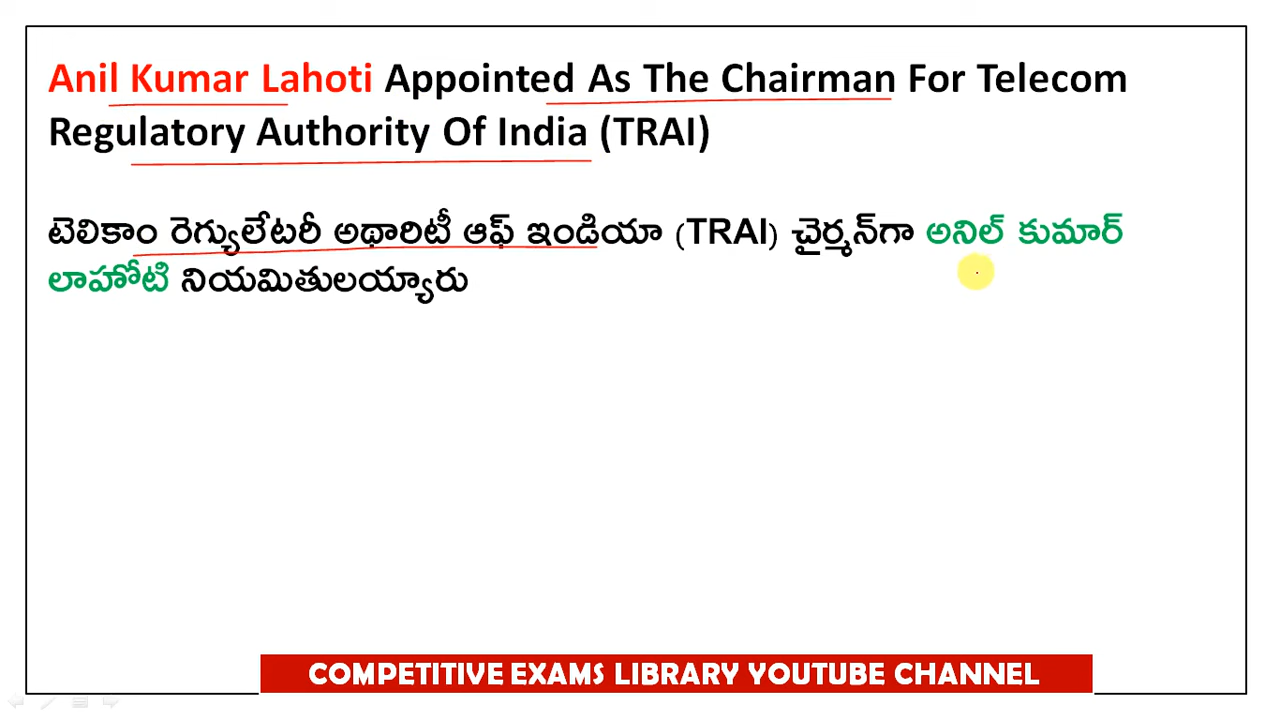 Anil Kumar Lahoti Appointed As The Chairman For Telecom
Regulatory Authority Of India (TRAI)
టెలికాం రెగ్యులేటరీ అథారిటీ ఆఫ్ ఇండియా (TRAI) చైర్మన్‌గా అనిల్ కుమార్
లాహోటి నియమితులయ్యారు
COMPETITIVE EXAMS LIBRARY YOUTUBE CHANNEL